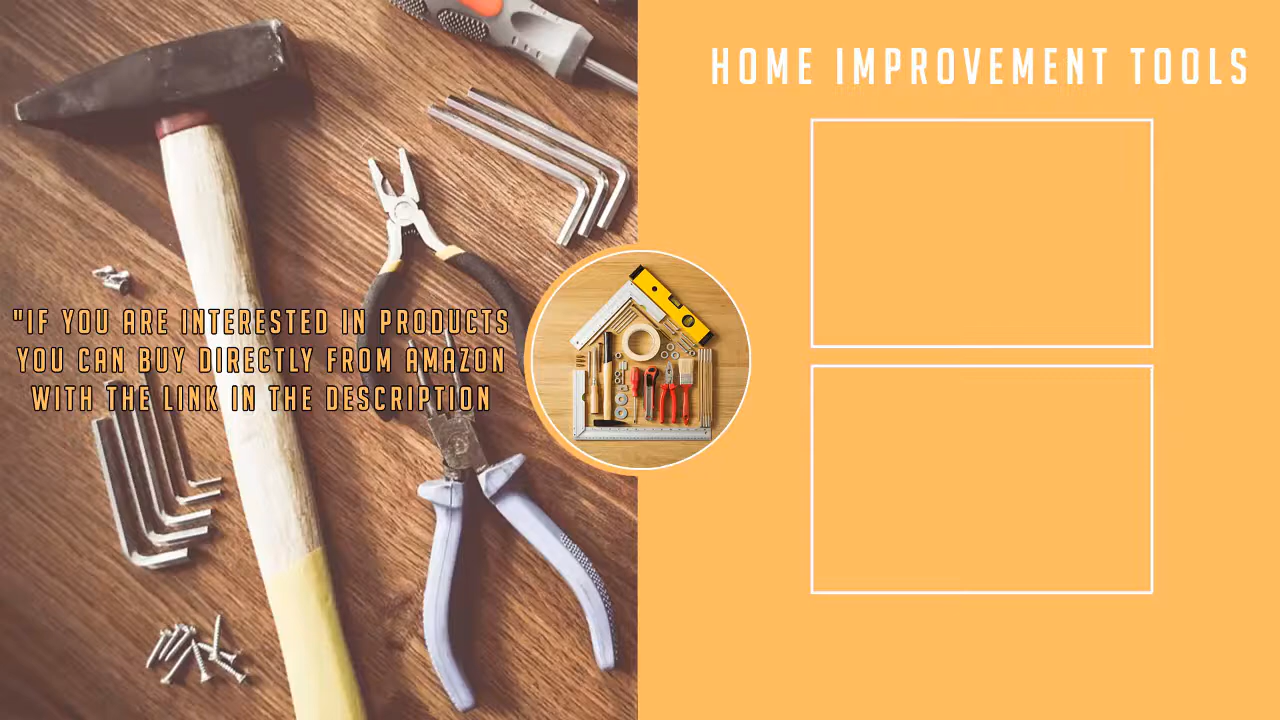 HOME IMPROVEMENT TOOLS
"IF YOU ARE INTERESTED IN PRODUCTS
YOU CAN BUY DIRECTLY FROM AMAZON
WITH THE LINK IN THE DESCRIPTION